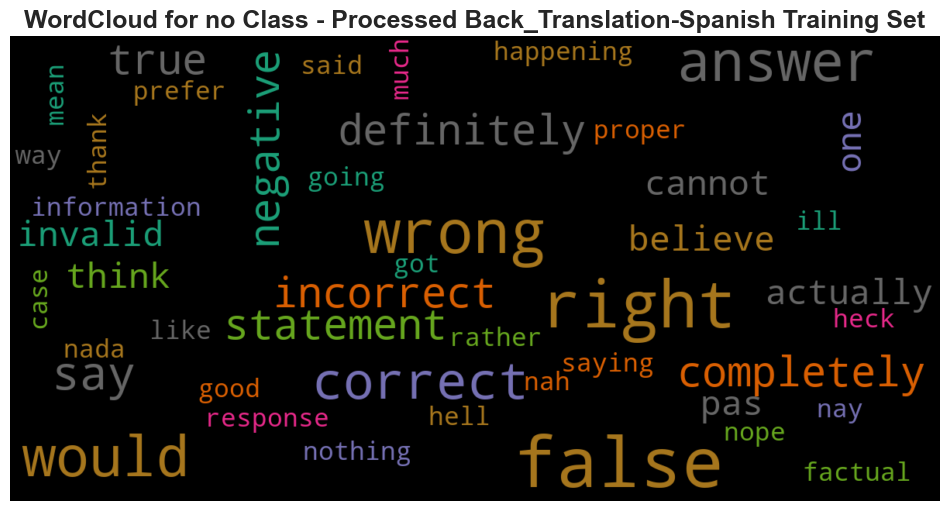 WordCloud for no Class - Processed Back_Translation-Spanish Training Set
true
said
much
happening
answer
mean
prefer
negative
definitely
proper
one
way
thank
going
cannot
information
invalid
wrong
believe
ill
got
case
think
incorrect
right
actually
heck
like
statement
rather
nada
say
good
correct
nah
saying
completely
response
hell
pas
nay
nope
would
nothing
false
factual